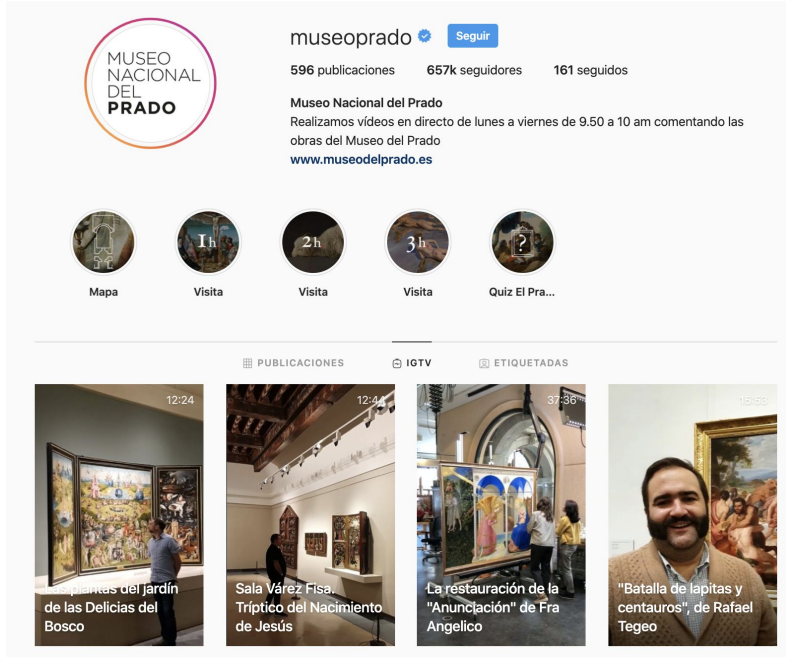 MUSEO
NACIONAL
DEL
PRADO
museoprado
Seguir
596 publicaciones 657k seguidores 161 seguidos
Museo Nacional del Prado
Realizamos vídeos en directo de lunes a viernes de 9.50 a 10 am comentando las
obras del Museo del Prado
www.museodelprado.es
1h
2h
3h
?
Mapa
Visita
Visita
Visita
Quiz El Pra...
PUBLICACIONES
IGTV
ETIQUETADAS
12:24
Las plantas del jardín
de las Delicias del
Bosco
12:44
Sala Várez Fisa.
Tríptico del Nacimiento
de Jesús
37:36
La restauración de la
"Anunciación" de Fra
Angelico
"Batalla de lapitas y
centauros", de Rafael
Tegeo